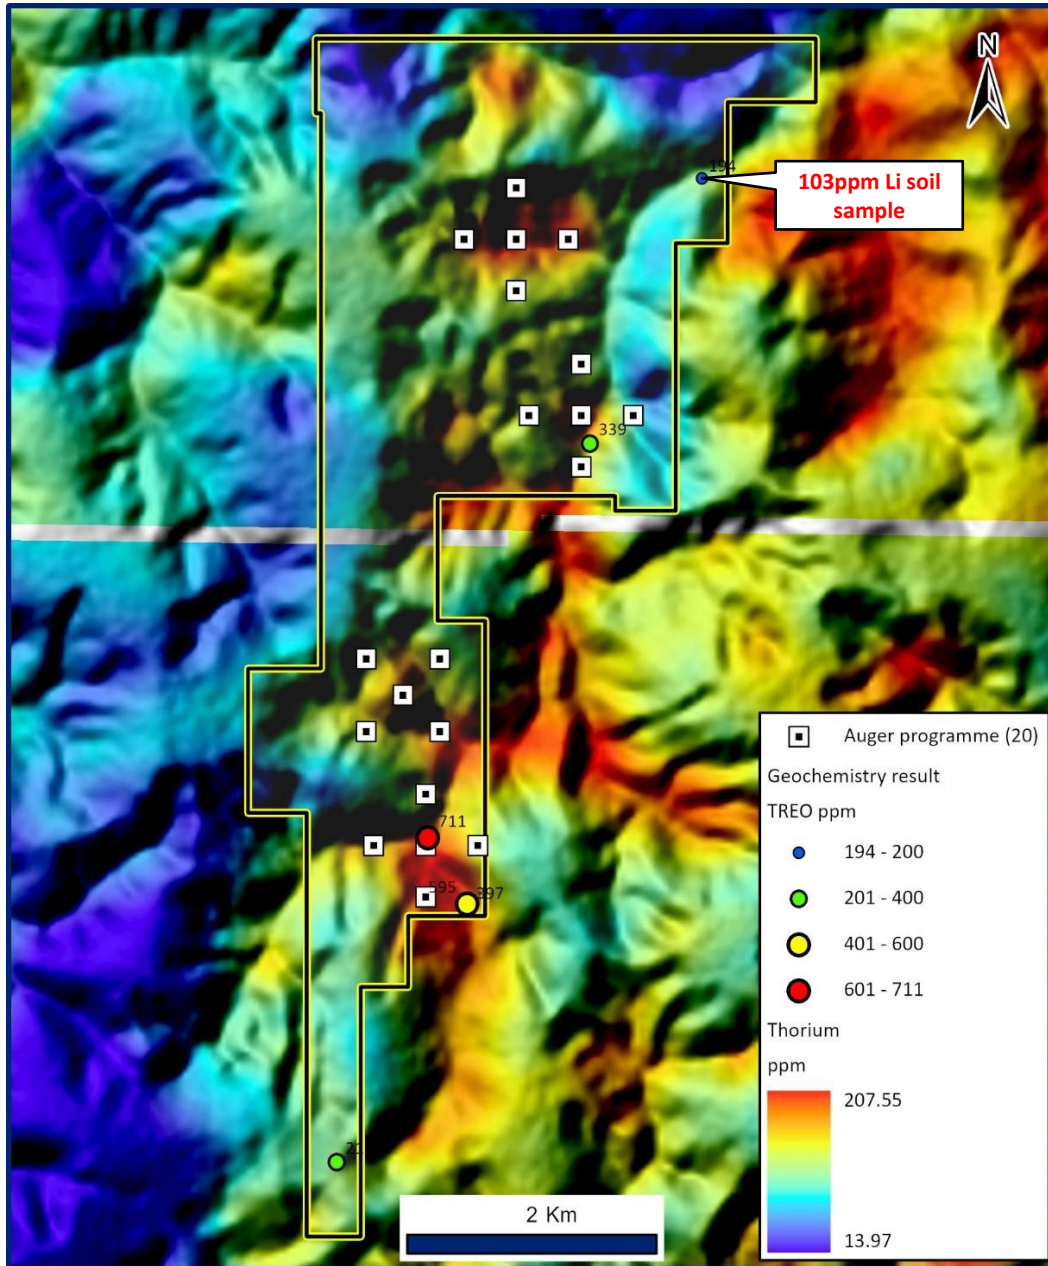 N
194
103ppm Li soil
sample
339
711
595
397
21
2 Km
Auger programme (20)
Geochemistry result
TREO ppm
194 - 200
201 - 400
401 - 600
601 - 711
Thorium
ppm
207.55
13.97